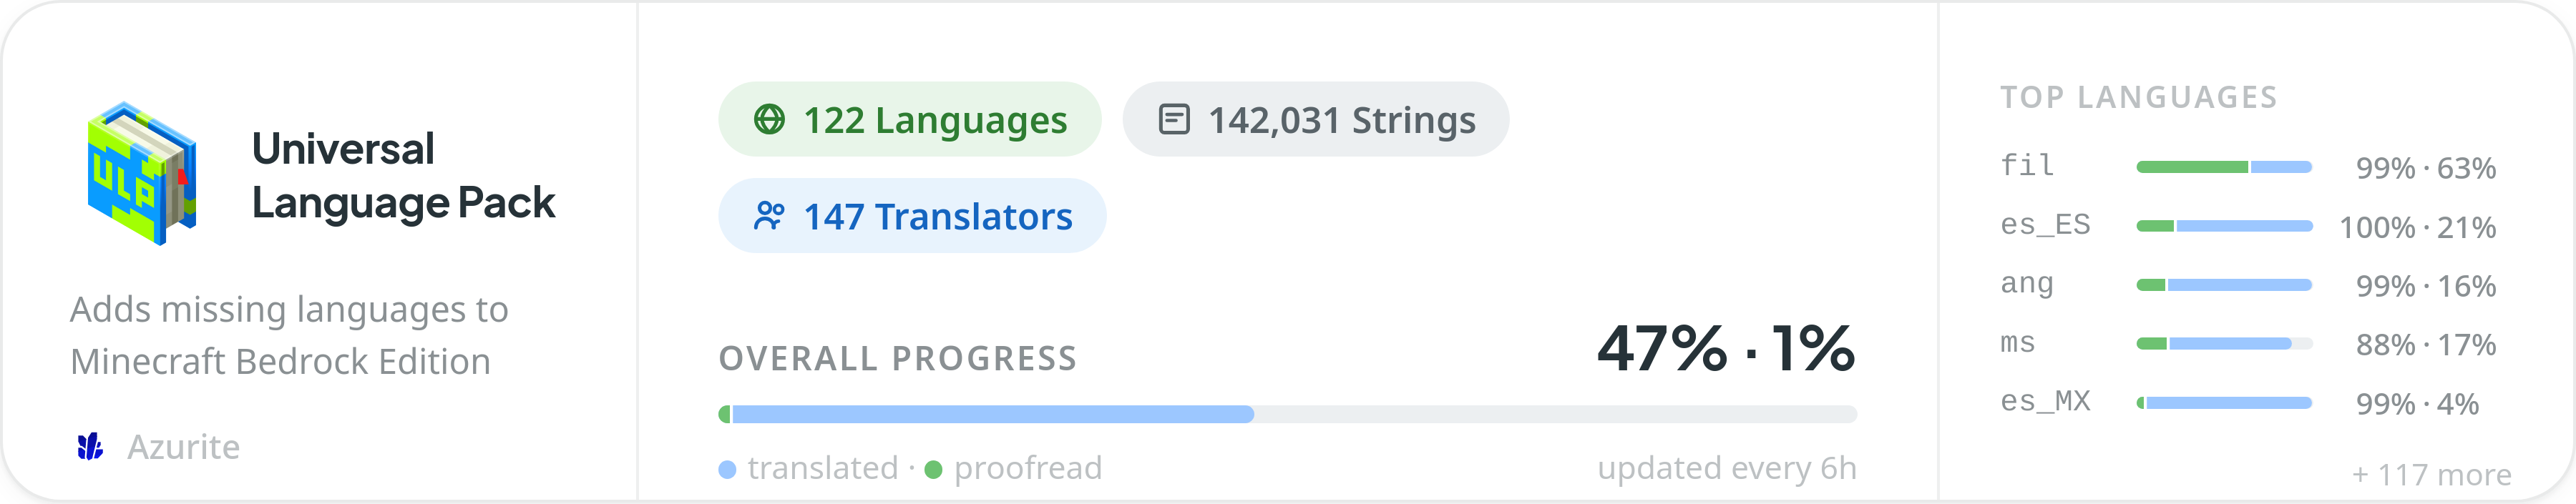 ULP
Universal
Language Pack
Adds missing languages to
Minecraft Bedrock Edition
Azurite
122 Languages
142,031 Strings
147 Translators
OVERALL PROGRESS
47% · 1%
translated · proofread
updated every 6h
TOP LANGUAGES
fil 99% · 63%
es_ES 100% · 21%
ang 99% · 16%
ms 88% · 17%
es_MX 99% · 4%
+ 117 more